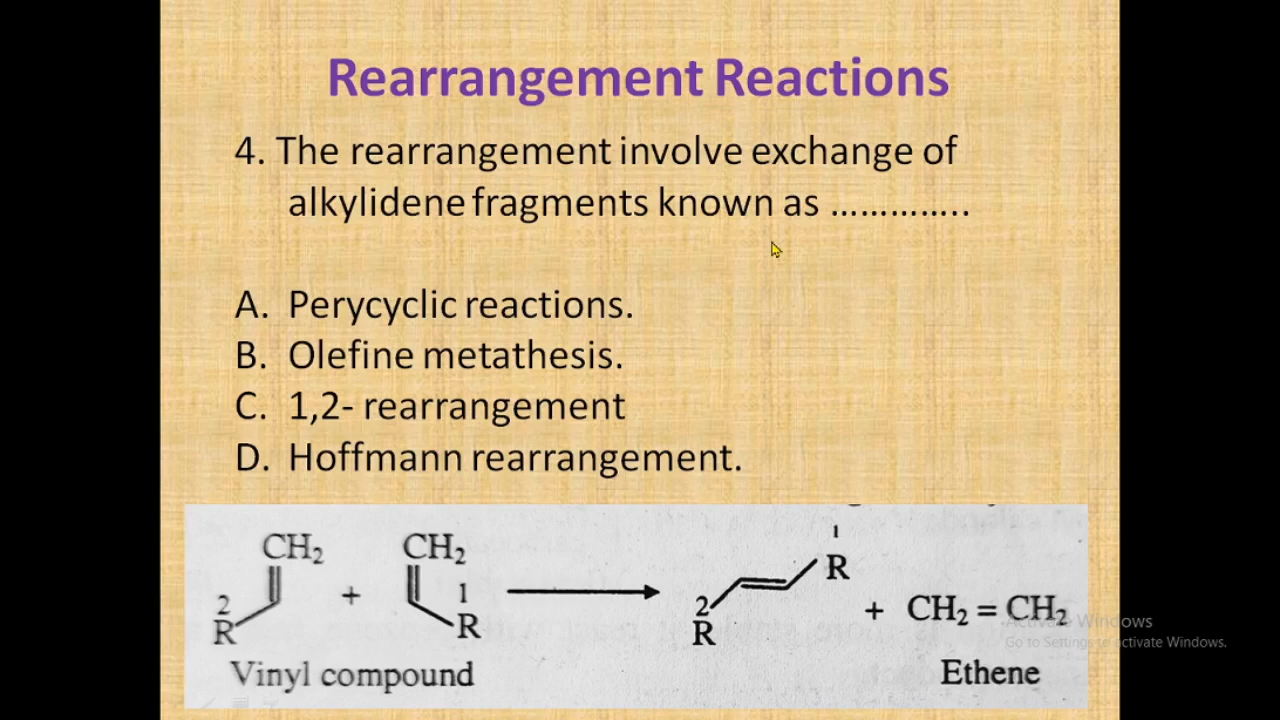 Rearrangement Reactions
4. The rearrangement involve exchange of
alkylidene fragments known as …………..
A. Perycyclic reactions.
B. Olefine metathesis.
C. 1,2- rearrangement
D. Hoffmann rearrangement.
CH₂ CH₂
2 + 1
R R
Vinyl compound
1
R
2
R
+ CH₂ = CH₂
Ethene
Activate Windows
Go to Settings to activate Windows.